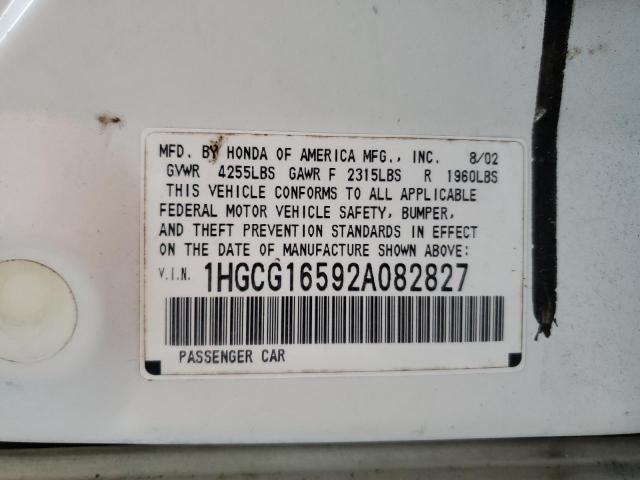 MFD. BY HONDA OF AMERICA MFG., INC. 8/02
GVWR 4255LBS GAWR F 2315LBS R 1960LBS
THIS VEHICLE CONFORMS TO ALL APPLICABLE
FEDERAL MOTOR VEHICLE SAFETY, BUMPER,
AND THEFT PREVENTION STANDARDS IN EFFECT
ON THE DATE OF MANUFACTURE SHOWN ABOVE:
V.I.N. 1HGCG16592A082827
PASSENGER CAR